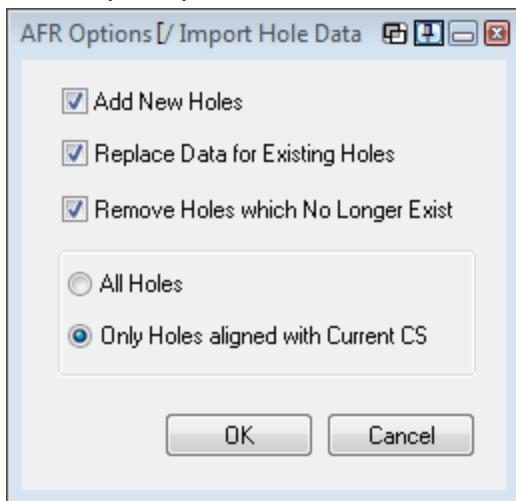 AFR Options [/ Import Hole Data
Add New Holes
Replace Data for Existing Holes
Remove Holes which No Longer Exist
All Holes
Only Holes aligned with Current CS
OK Cancel